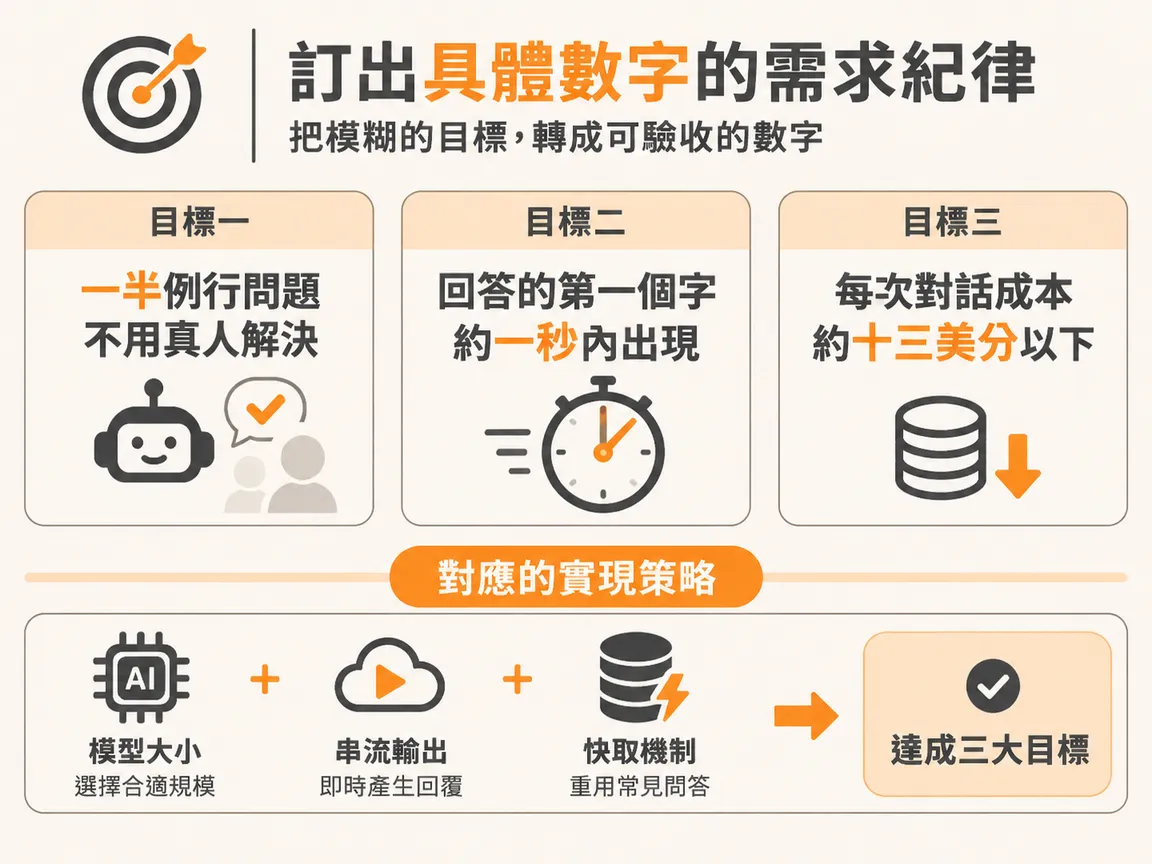 訂出具體數字的需求紀律
把模糊的目標，轉成可驗收的數字
目標一
一半例行問題
不用真人解決
目標二
回答的第一個字
約一秒內出現
目標三
每次對話成本
約十三美分以下
對應的實現策略
AI
模型大小
選擇合適規模
+
串流輸出
即時產生回覆
+
快取機制
重用常見問答
達成三大目標